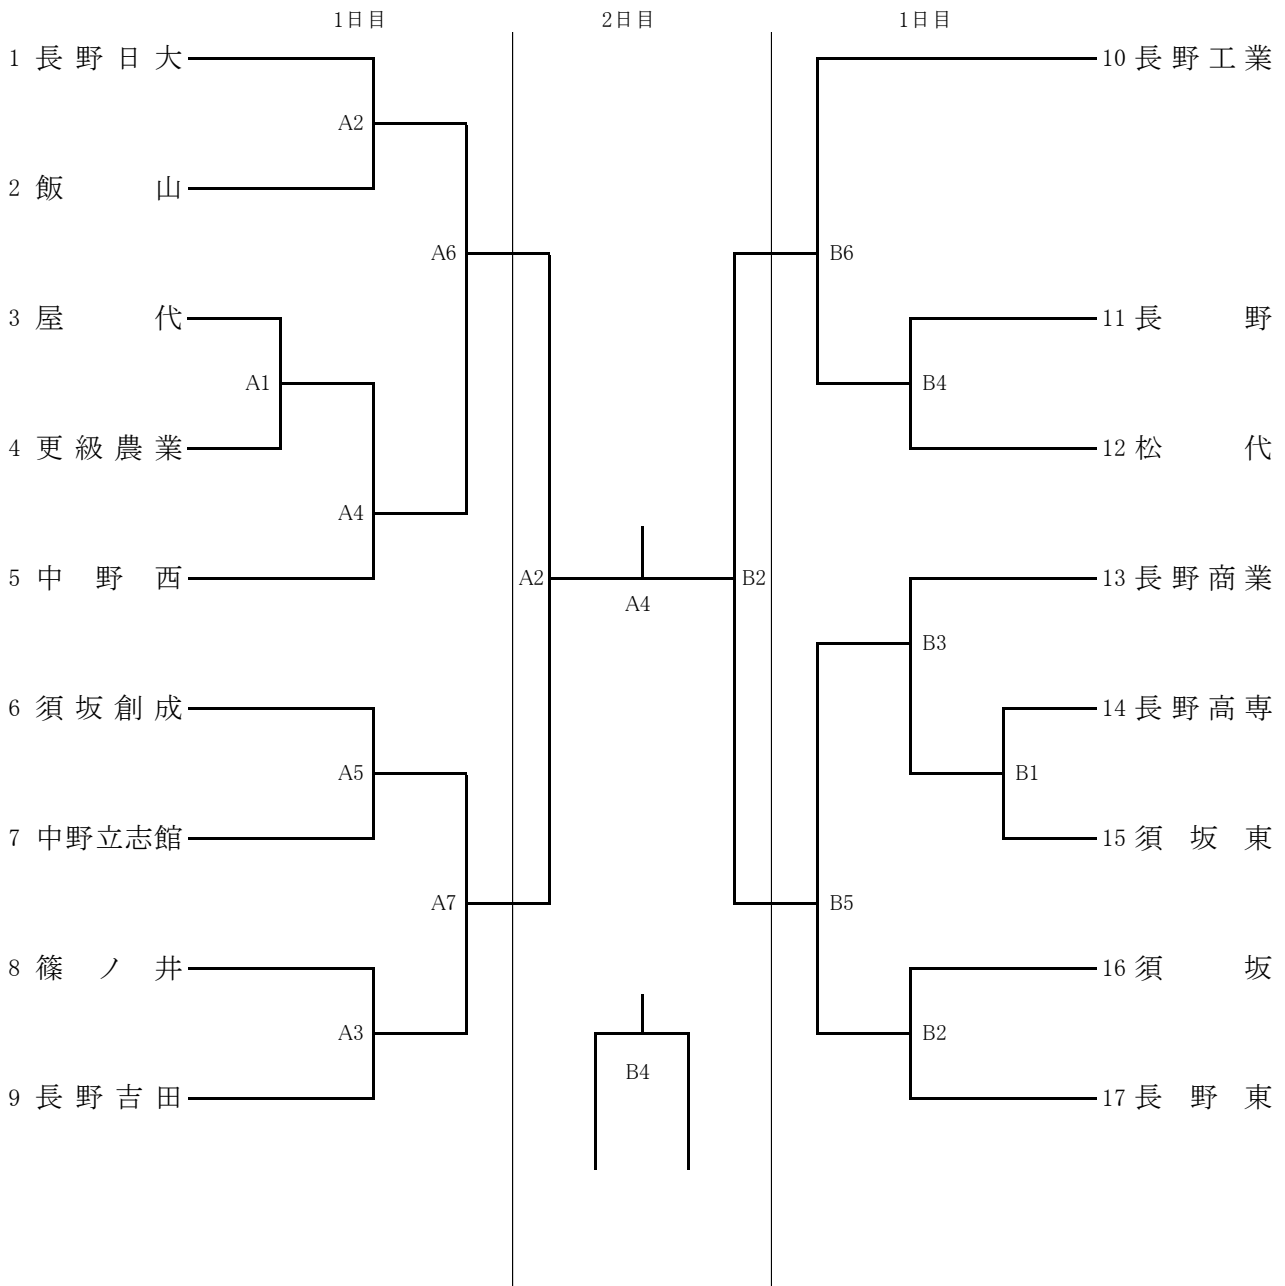 1日目 2日目 1日目
1 長野日大
A2
2 飯山
A6
3 屋代
A1
4 更級農業
A4
5 中野西
6 須坂創成
A5
7 中野立志館
A7
8 篠ノ井
A3
9 長野吉田
A2
A4
B2
B4
10 長野工業
B6
11 長野
B4
12 松代
13 長野商業
B3
14 長野高専
B1
15 須坂東
B5
16 須坂
B2
17 長野東